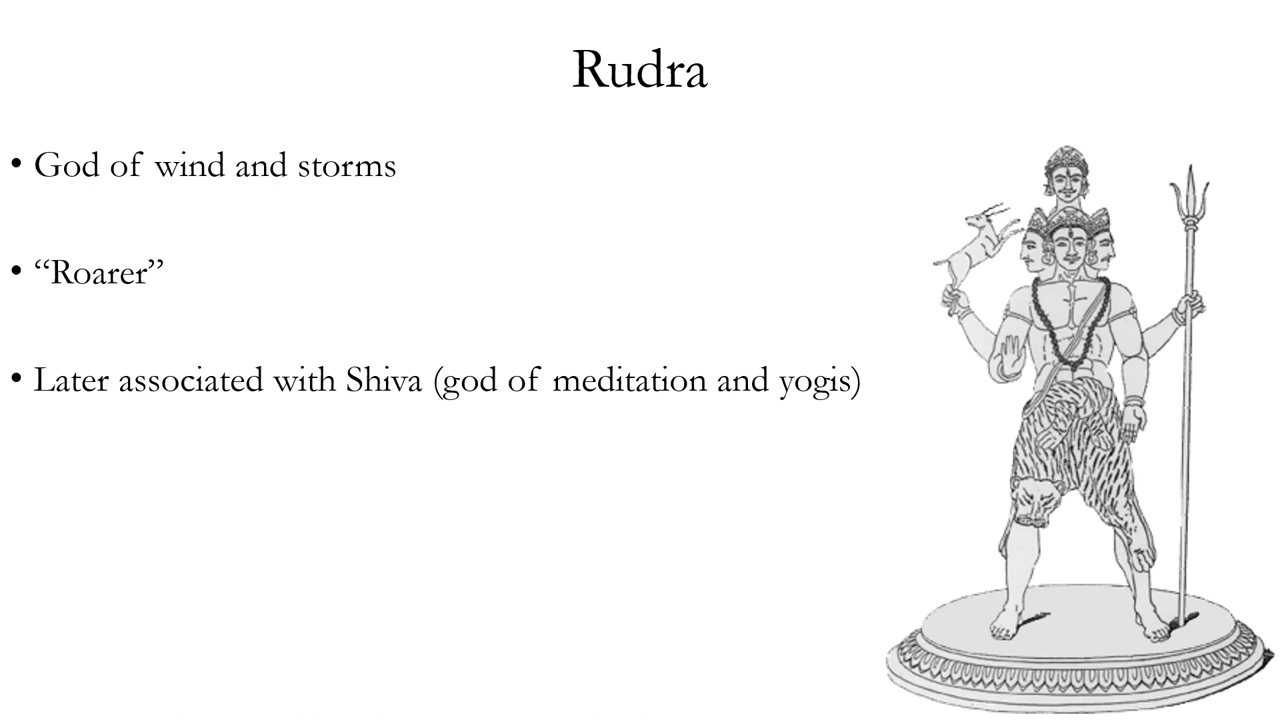 Rudra
• God of wind and storms
• “Roarer”
• Later associated with Shiva (god of meditation and yogis)